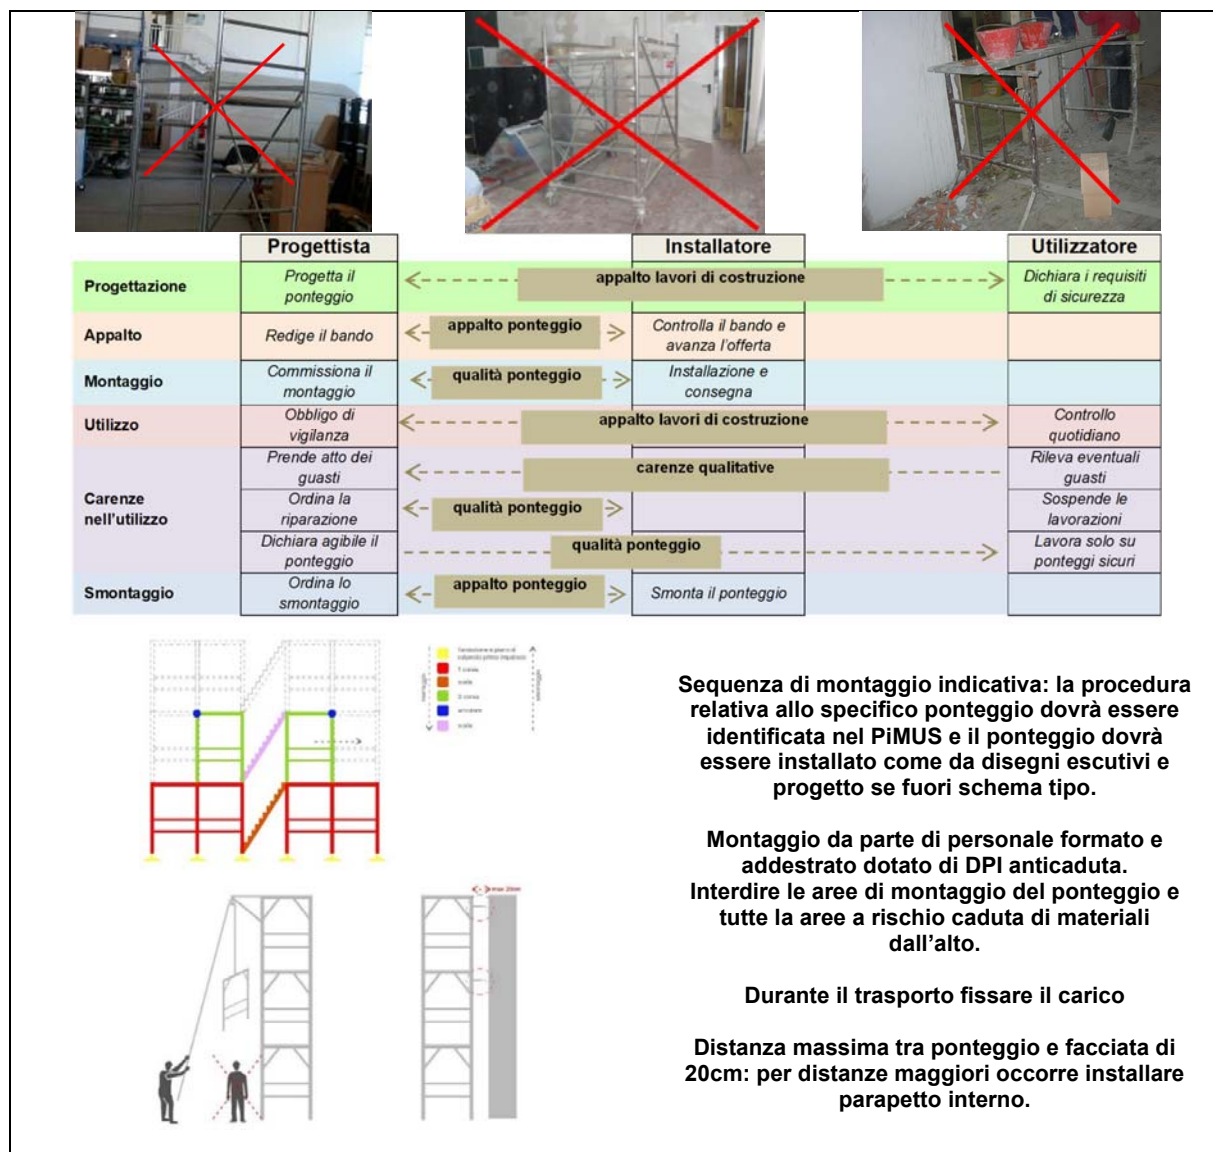 Progettista
Installatore
Utilizzatore
Progettazione
Progetta il
ponteggio
appalto lavori di costruzione
Dichiara i requisiti
di sicurezza
Appalto
Redige il bando
appalto ponteggio
Controlla il bando e
avanza l'offerta
Montaggio
Commissiona il
montaggio
qualità ponteggio
Installazione e
consegna
Utilizzo
Obbligo di
vigilanza
appalto lavori di costruzione
Controllo
quotidiano
Carenze
nell'utilizzo
Prende atto dei
guasti
carenze qualitative
Rileva eventuali
guasti
Ordina la
riparazione
qualità ponteggio
Sospende le
lavorazioni
Dichiara agibile il
ponteggio
qualità ponteggio
Lavora solo su
ponteggi sicuri
Smontaggio
Ordina lo
smontaggio
appalto ponteggio
Smonta il ponteggio
max 20cm
Sequenza di montaggio indicativa: la procedura
relativa allo specifico ponteggio dovrà essere
identificata nel PiMUS e il ponteggio dovrà
essere installato come da disegni escutivi e
progetto se fuori schema tipo.
Montaggio da parte di personale formato e
addestrato dotato di DPI anticaduta.
Interdire le aree di montaggio del ponteggio e
tutte la aree a rischio caduta di materiali
dall'alto.
Durante il trasporto fissare il carico
Distanza massima tra ponteggio e facciata di
20cm: per distanze maggiori occorre installare
parapetto interno.